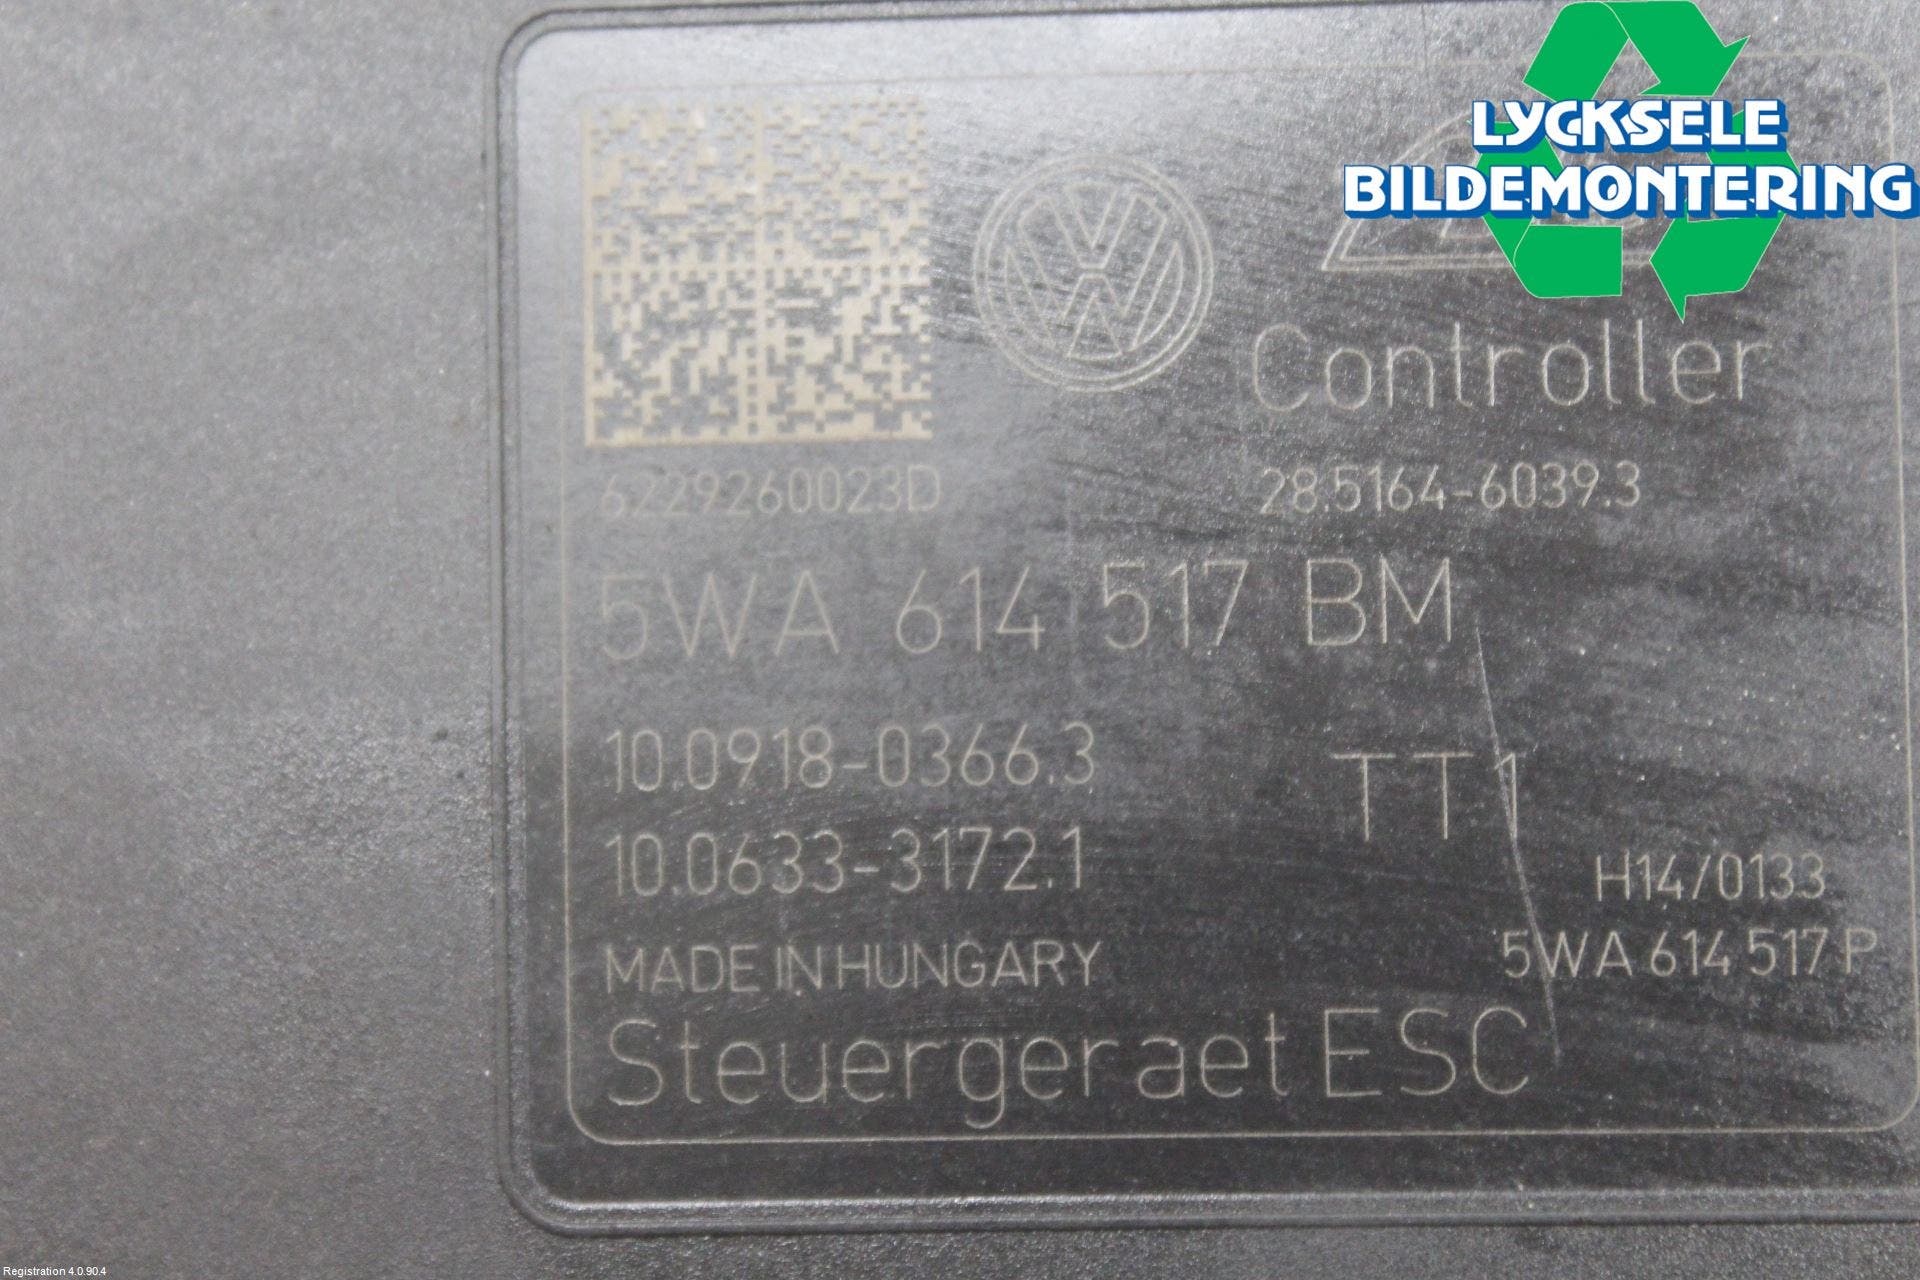 LYCKSELE
BILDEMONTERING
Controller
6229260023D
28.5164-6039.3
5WA 614 517 BM
10.0918-0366.3
TT1
10.0633-3172.1
H14/0133
MADE IN HUNGARY
5WA 614 517 P
Steuergeraet ESC
Registration 4.0.90.4